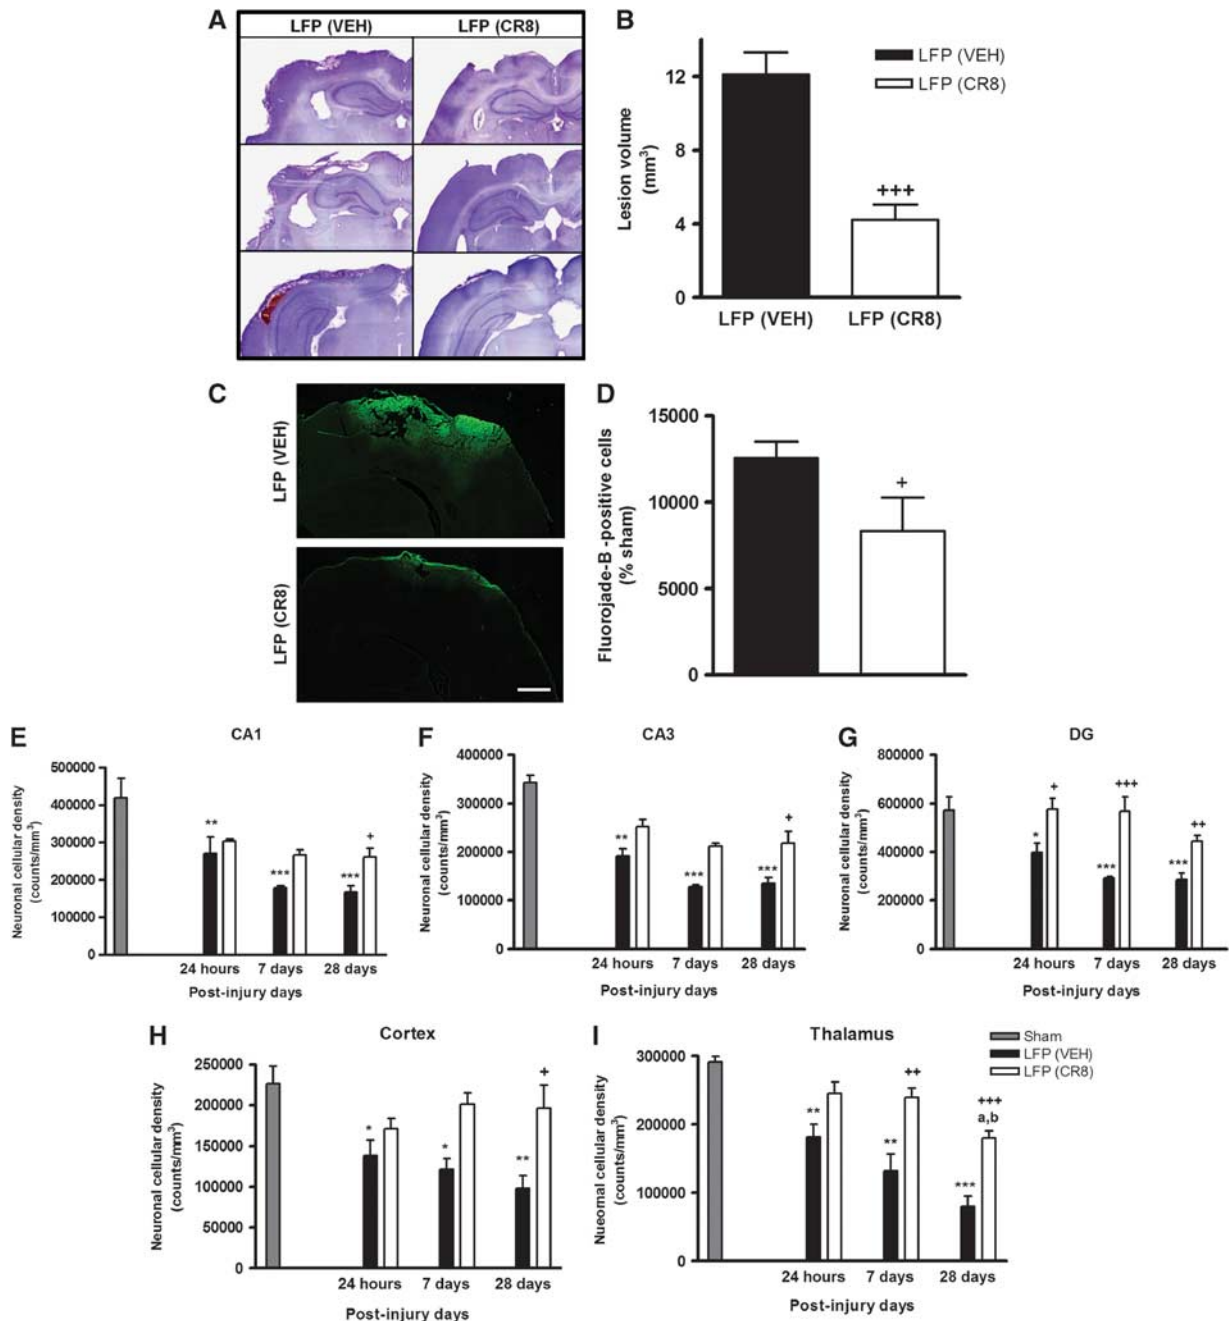 A
LFP (VEH)
LFP (CR8)
B
Lesion volume
(mm³)
12
8
4
0
+++
LFP (VEH)
LFP (CR8)
LFP (VEH)
LFP (CR8)
C
LFP (VEH)
LFP (CR8)
D
Fluorojade-B -positive cells
(% sham)
15000
10000
5000
0
+
E
CA1
Neuronal cellular density
(counts/mm³)
500000
400000
300000
200000
100000
0
**
***
***
+
24 hours
7 days
28 days
Post-injury days
F
CA3
Neuronal cellular density
(counts/mm³)
400000
300000
200000
100000
0
**
***
***
+
24 hours
7 days
28 days
Post-injury days
G
DG
Neuronal cellular density
(counts/mm³)
800000
600000
400000
200000
0
*
+
***
+++
***
++
24 hours
7 days
28 days
Post-injury days
H
Cortex
Neuronal cellular density
(counts/mm³)
250000
200000
150000
100000
50000
0
*
*
**
+
24 hours
7 days
28 days
Post-injury days
I
Thalamus
Nueomal cellular density
(counts/mm³)
300000
200000
100000
0
**
**
++
***
+++
a,b
24 hours
7 days
28 days
Post-injury days
Sham
LFP (VEH)
LFP (CR8)